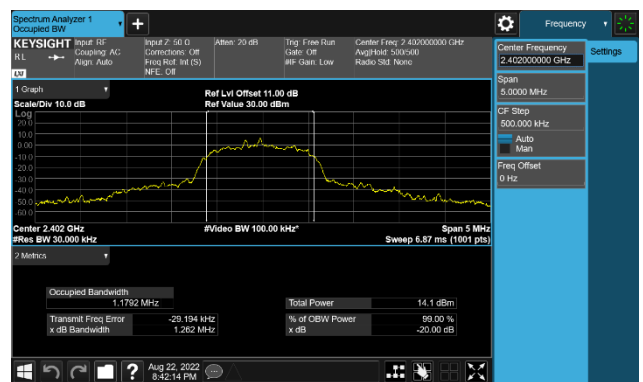 Spectrum Analyzer 1
Occupied BW
+
Frequency
KEYSIGHT
RL
Input: RF
Coupling: AC
Align: Auto
Input Z: 50 Ω
Corrections: Off
Freq Ref: Int (S)
NFE: Off
Atten: 20 dB
Trig: Free Run
Gate: Off
#IF Gain: Low
Center Freq: 2.402000000 GHz
Avg|Hold: 500/500
Radio Std: None
Center Frequency
2.402000000 GHz
Settings
Span
5.0000 MHz
CF Step
500.000 kHz
Auto
Man
Freq Offset
0 Hz
1 Graph
Scale/Div 10.0 dB
Ref Lvl Offset 11.00 dB
Ref Value 30.00 dBm
Log
20.0
10.0
0.00
-10.0
-20.0
-30.0
-40.0
-50.0
-60.0
Center 2.402 GHz
#Res BW 30.000 kHz
#Video BW 100.00 kHz*
Span 5 MHz
Sweep 6.87 ms (1001 pts)
2 Metrics
Occupied Bandwidth
1.1792 MHz
Transmit Freq Error -29.194 kHz
x dB Bandwidth 1.262 MHz
Total Power 14.1 dBm
% of OBW Power 99.00 %
x dB -20.00 dB
?
Aug 22, 2022
8:42:14 PM